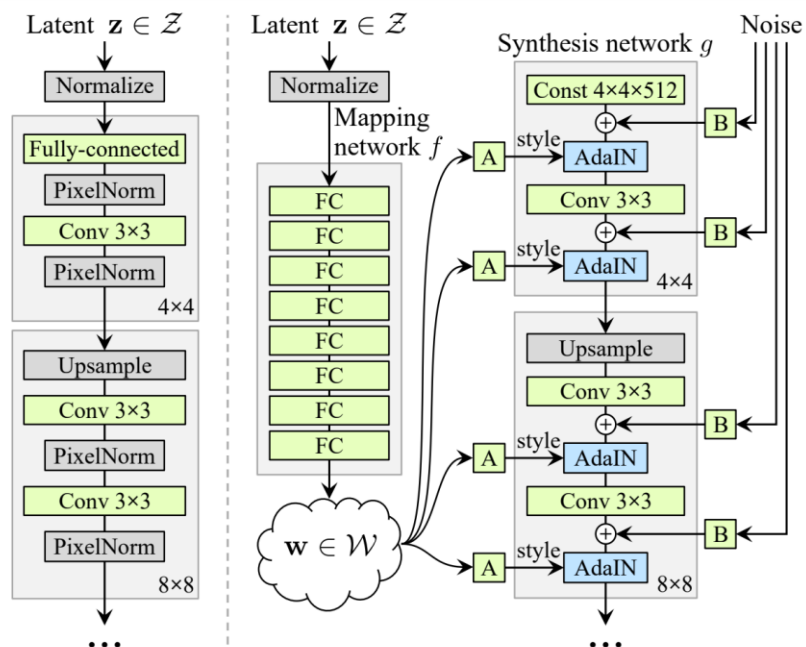 Latent z ∈ 𝒵
Normalize
Fully-connected
PixelNorm
Conv 3×3
PixelNorm
4×4
Upsample
Conv 3×3
PixelNorm
Conv 3×3
PixelNorm
8×8
...
Latent z ∈ 𝒵
Normalize
Mapping
network f
FC
FC
FC
FC
FC
FC
FC
FC
w ∈ 𝒲
A
style
A
style
A
style
A
style
Synthesis network g
Const 4×4×512
AdaIN
Conv 3×3
AdaIN
4×4
Upsample
Conv 3×3
AdaIN
Conv 3×3
AdaIN
8×8
...
Noise
B
B
B
B